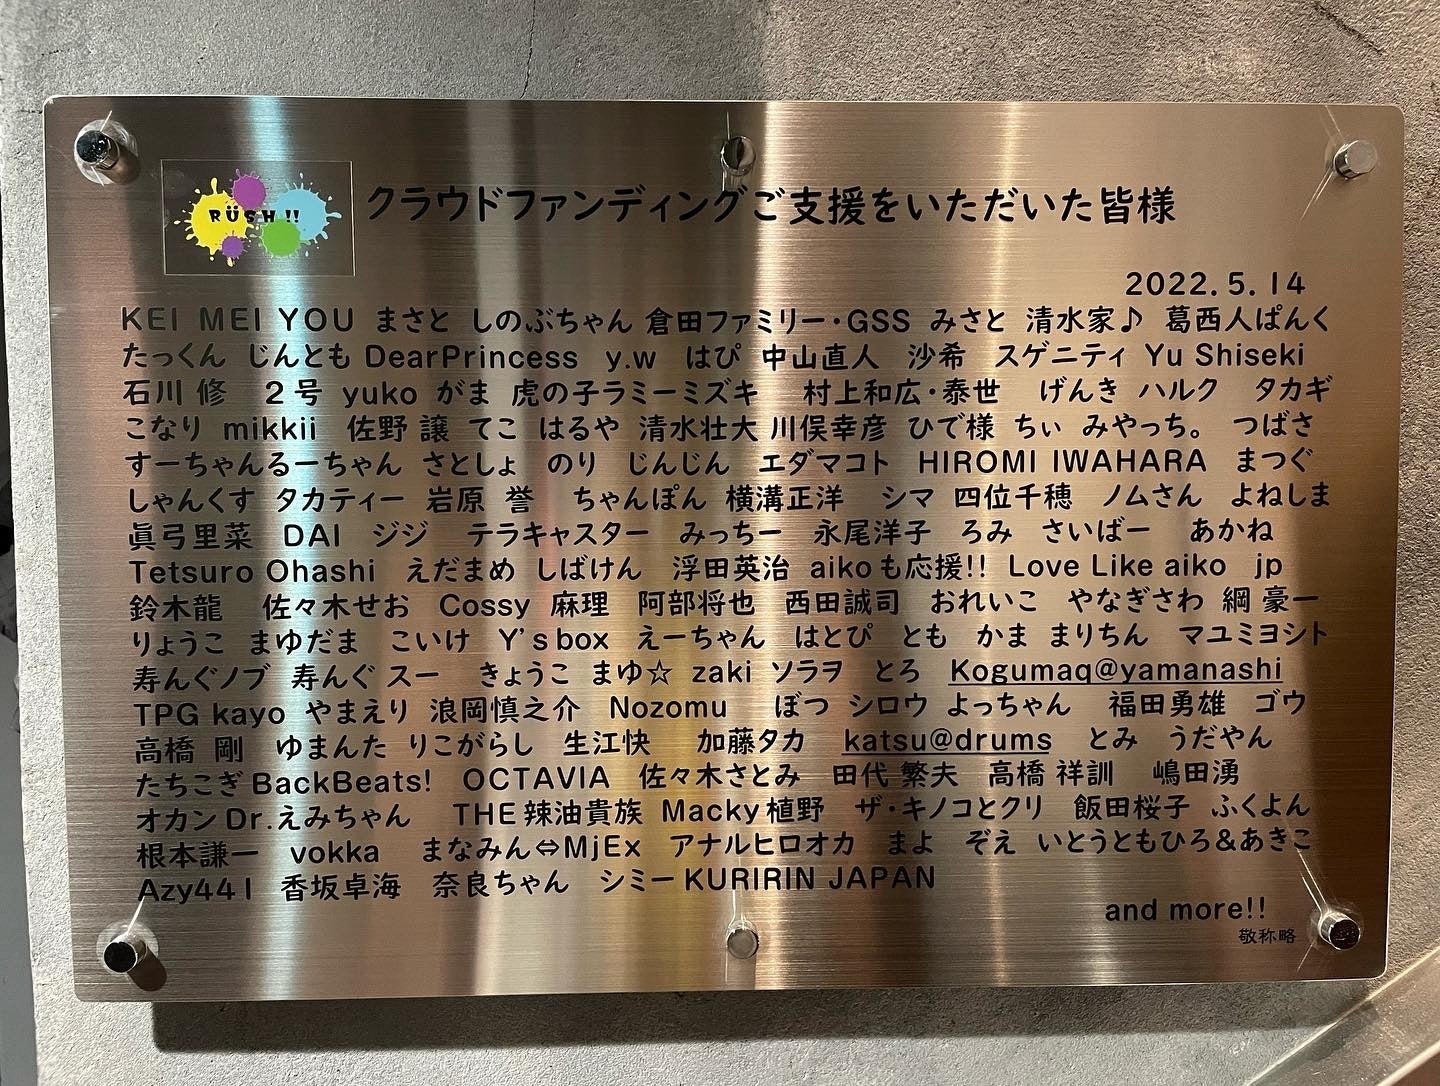 RÜSH!!
クラウドファンディングご支援をいただいた皆様
2022.5.14
KEI MEI YOU まさと しのぶちゃん 倉田ファミリー・GSS みさと 清水家♪ 葛西人ぱんく
たっくん じんとも DearPrincess y.w はぴ 中山直人 沙希 スゲニティ Yu Shiseki
石川 修 2号 yuko がま 虎の子ラミーミズキ 村上和広・泰世 げんき ハルク タカギ
こなり mikkii 佐野 譲 てこ はるや 清水壮大 川俣幸彦 ひで様 ちぃ みやっち。 つばさ
すーちゃんるーちゃん さとしょ のり じんじん エダマコト HIROMI IWAHARA まつぐ
しゃんくす タカティー 岩原 誉 ちゃんぽん 横溝正洋 シマ 四位千穂 ノムさん よねしま
眞弓里菜 DAI ジジ テラキャスター みっちー 永尾洋子 ろみ さいばー あかね
Tetsuro Ohashi えだまめ しばけん 浮田英治 aikoも応援!! Love Like aiko jp
鈴木龍 佐々木せお Cossy 麻理 阿部将也 西田誠司 おれいこ やなぎさわ 綱 豪一
りょうこ まゆだま こいけ Y's box えーちゃん はとぴ とも かま まりちん マユミヨシト
寿んぐノブ 寿んぐ スー きょうこ まゆ☆ zaki ソラヲ とろ Kogumaq@yamanashi
TPG kayo やまえり 浪岡慎之介 Nozomu ぼつ シロウ よっちゃん 福田勇雄 ゴウ
高橋 剛 ゆまんた りこがらし 生江快 加藤タカ katsu@drums とみ うだやん
たちこぎBackBeats! OCTAVIA 佐々木さとみ 田代 繁夫 高橋 祥訓 嶋田湧
オカンDr.えみちゃん THE辣油貴族 Macky植野 ザ・キノコとクリ 飯田桜子 ふくよん
根本謙一 vokka まなみん⇔MjEx アナルヒロオカ まよ ぞえ いとうともひろ&あきこ
Azy441 香坂卓海 奈良ちゃん シミー KURIRIN JAPAN
and more!!
敬称略